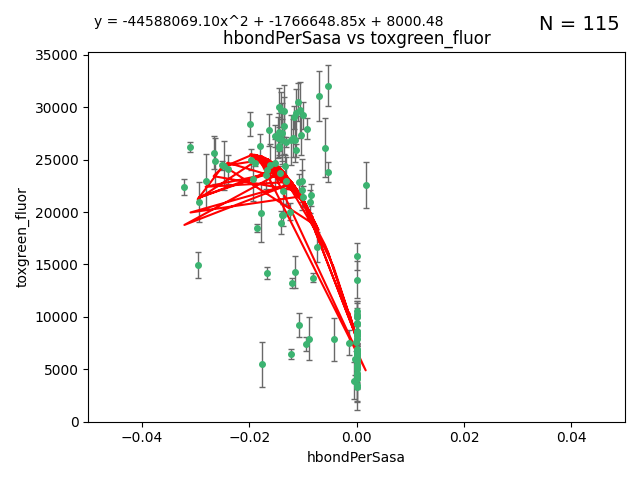 y = -44588069.10x^2 + -1766648.85x + 8000.48
N = 115
hbondPerSasa vs toxgreen_fluor
35000
30000
25000
20000
15000
10000
5000
0
toxgreen_fluor
−0.04
−0.02
0.00
0.02
0.04
hbondPerSasa